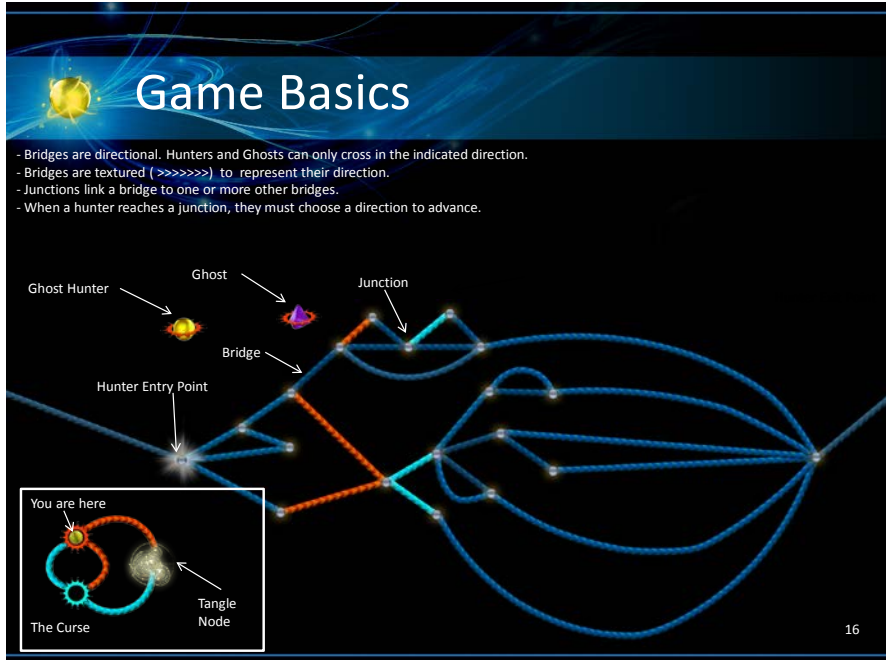 Game Basics
- Bridges are directional. Hunters and Ghosts can only cross in the indicated direction.
- Bridges are textured ( >>>>>>>) to represent their direction.
- Junctions link a bridge to one or more other bridges.
- When a hunter reaches a junction, they must choose a direction to advance.
Ghost
Junction
Ghost Hunter
Bridge
Hunter Entry Point
You are here
Tangle
Node
The Curse
16